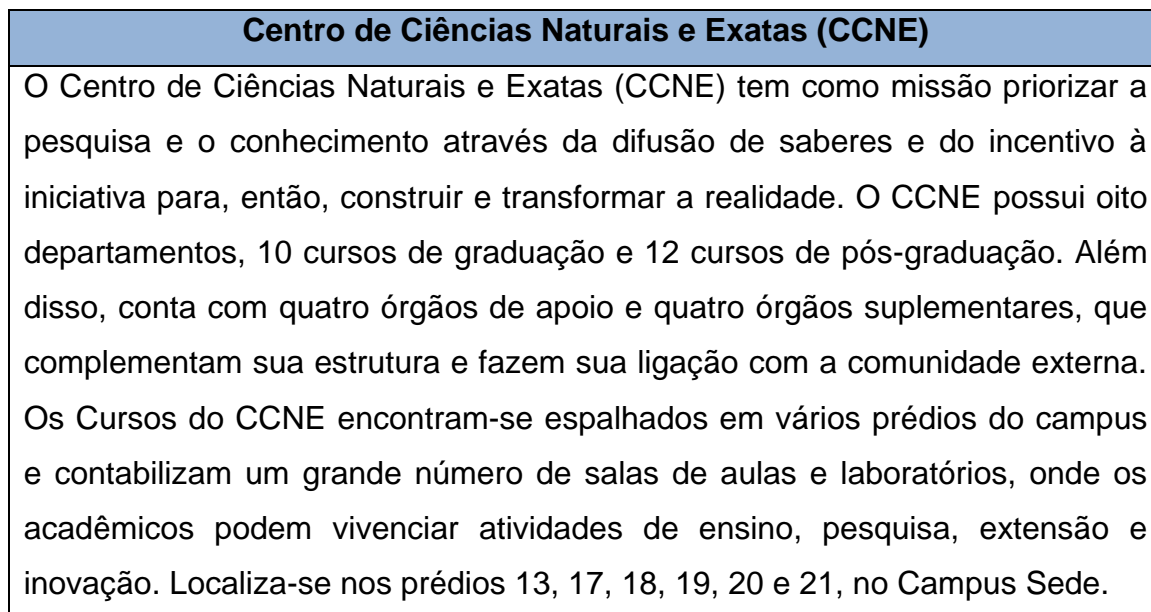 Centro de Ciências Naturais e Exatas (CCNE)
O Centro de Ciências Naturais e Exatas (CCNE) tem como missão priorizar a
pesquisa e o conhecimento através da difusão de saberes e do incentivo à
iniciativa para, então, construir e transformar a realidade. O CCNE possui oito
departamentos, 10 cursos de graduação e 12 cursos de pós-graduação. Além
disso, conta com quatro órgãos de apoio e quatro órgãos suplementares, que
complementam sua estrutura e fazem sua ligação com a comunidade externa.
Os Cursos do CCNE encontram-se espalhados em vários prédios do campus
e contabilizam um grande número de salas de aulas e laboratórios, onde os
acadêmicos podem vivenciar atividades de ensino, pesquisa, extensão e
inovação. Localiza-se nos prédios 13, 17, 18, 19, 20 e 21, no Campus Sede.